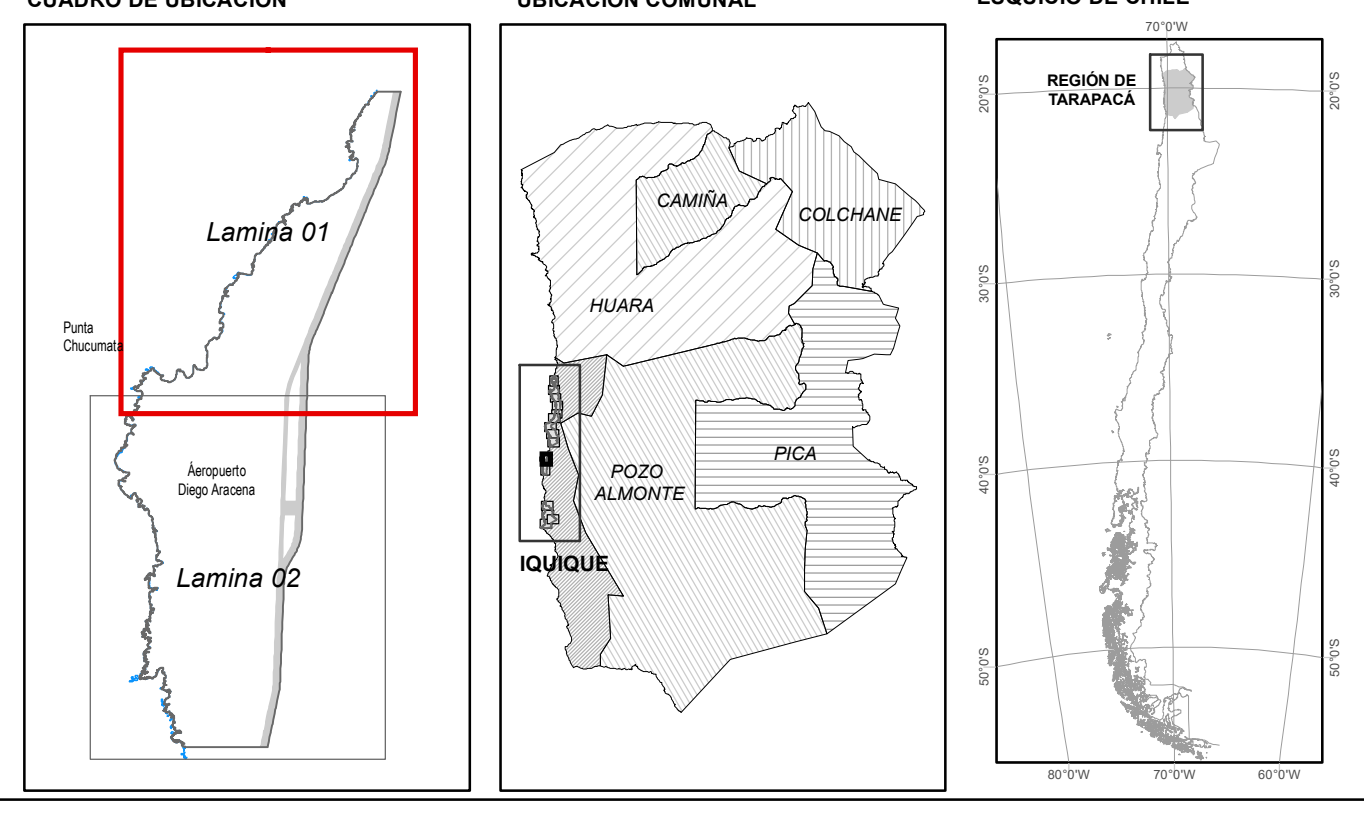 CUADRO DE UBICACIÓN
UBICACIÓN COMUNAL
ESQUICIO DE CHILE
Lamina 01
Punta
Chucumata
Áeropuerto
Diego Aracena
Lamina 02
CAMIÑA
COLCHANE
HUARA
PICA
POZO
ALMONTE
IQUIQUE
70°0'W
REGIÓN DE
TARAPACÁ
20°0'S
20°0'S
30°0'S
30°0'S
40°0'S
40°0'S
50°0'S
50°0'S
80°0'W
70°0'W
60°0'W